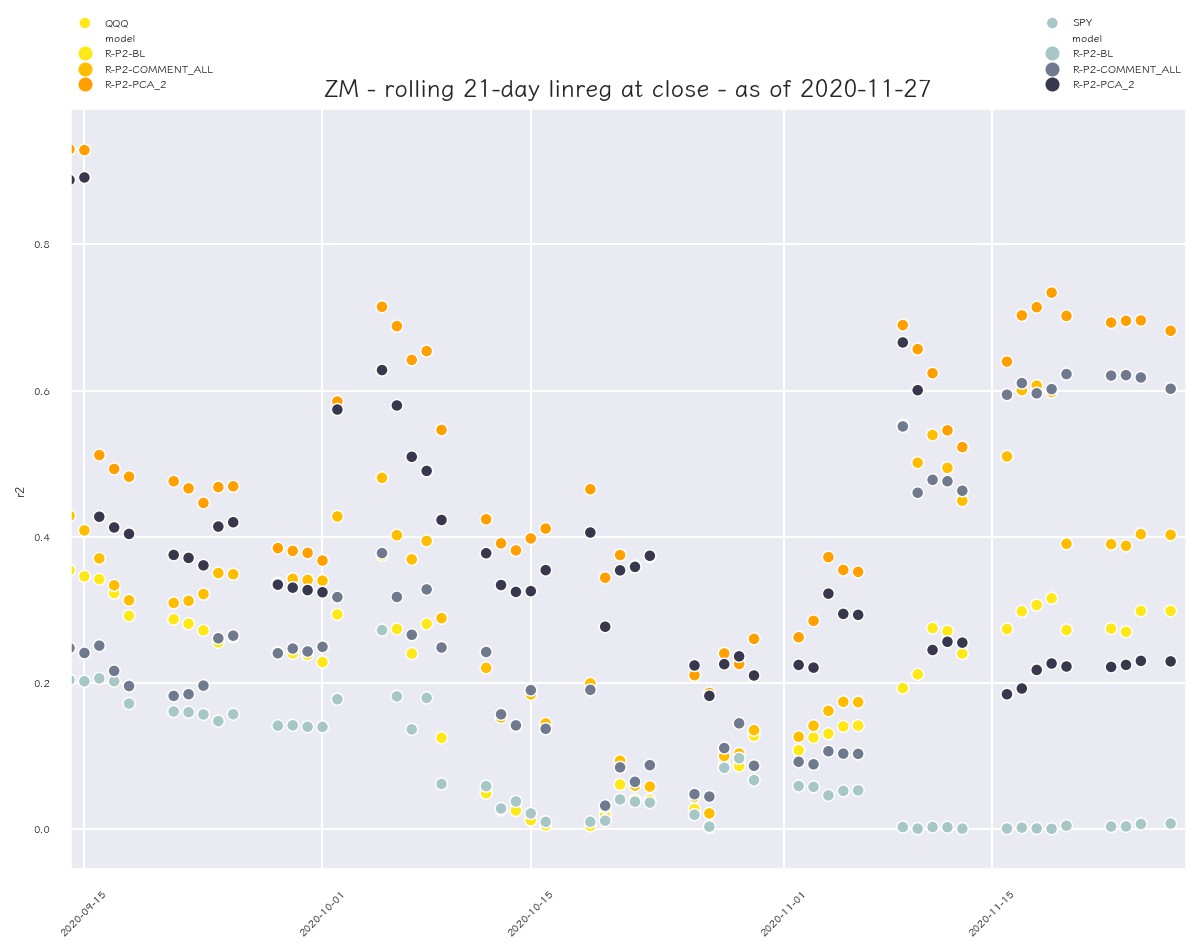 QQQ
model
R-P2-BL
R-P2-COMMENT_ALL
R-P2-PCA_2
SPY
model
R-P2-BL
R-P2-COMMENT_ALL
R-P2-PCA_2
ZM - rolling 21-day linreg at close - as of 2020-11-27
r2
0.8
0.6
0.4
0.2
0.0
2020-09-15
2020-10-01
2020-10-15
2020-11-01
2020-11-15